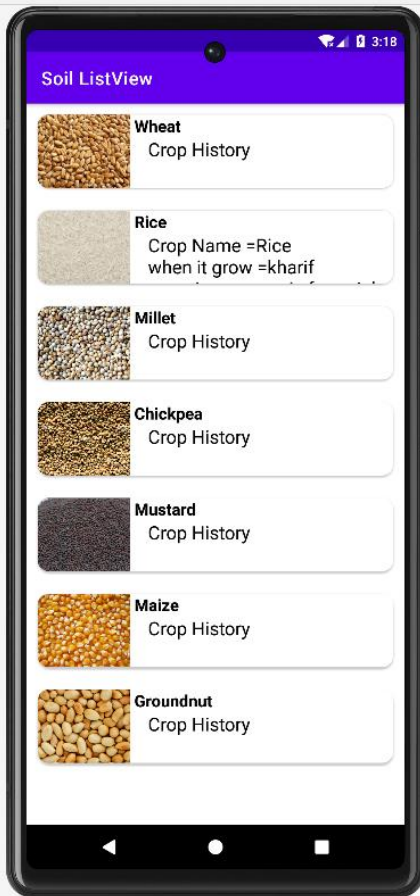 3:18
Soil ListView
Wheat
Crop History
Rice
Crop Name =Rice
when it grow =kharif
Millet
Crop History
Chickpea
Crop History
Mustard
Crop History
Maize
Crop History
Groundnut
Crop History